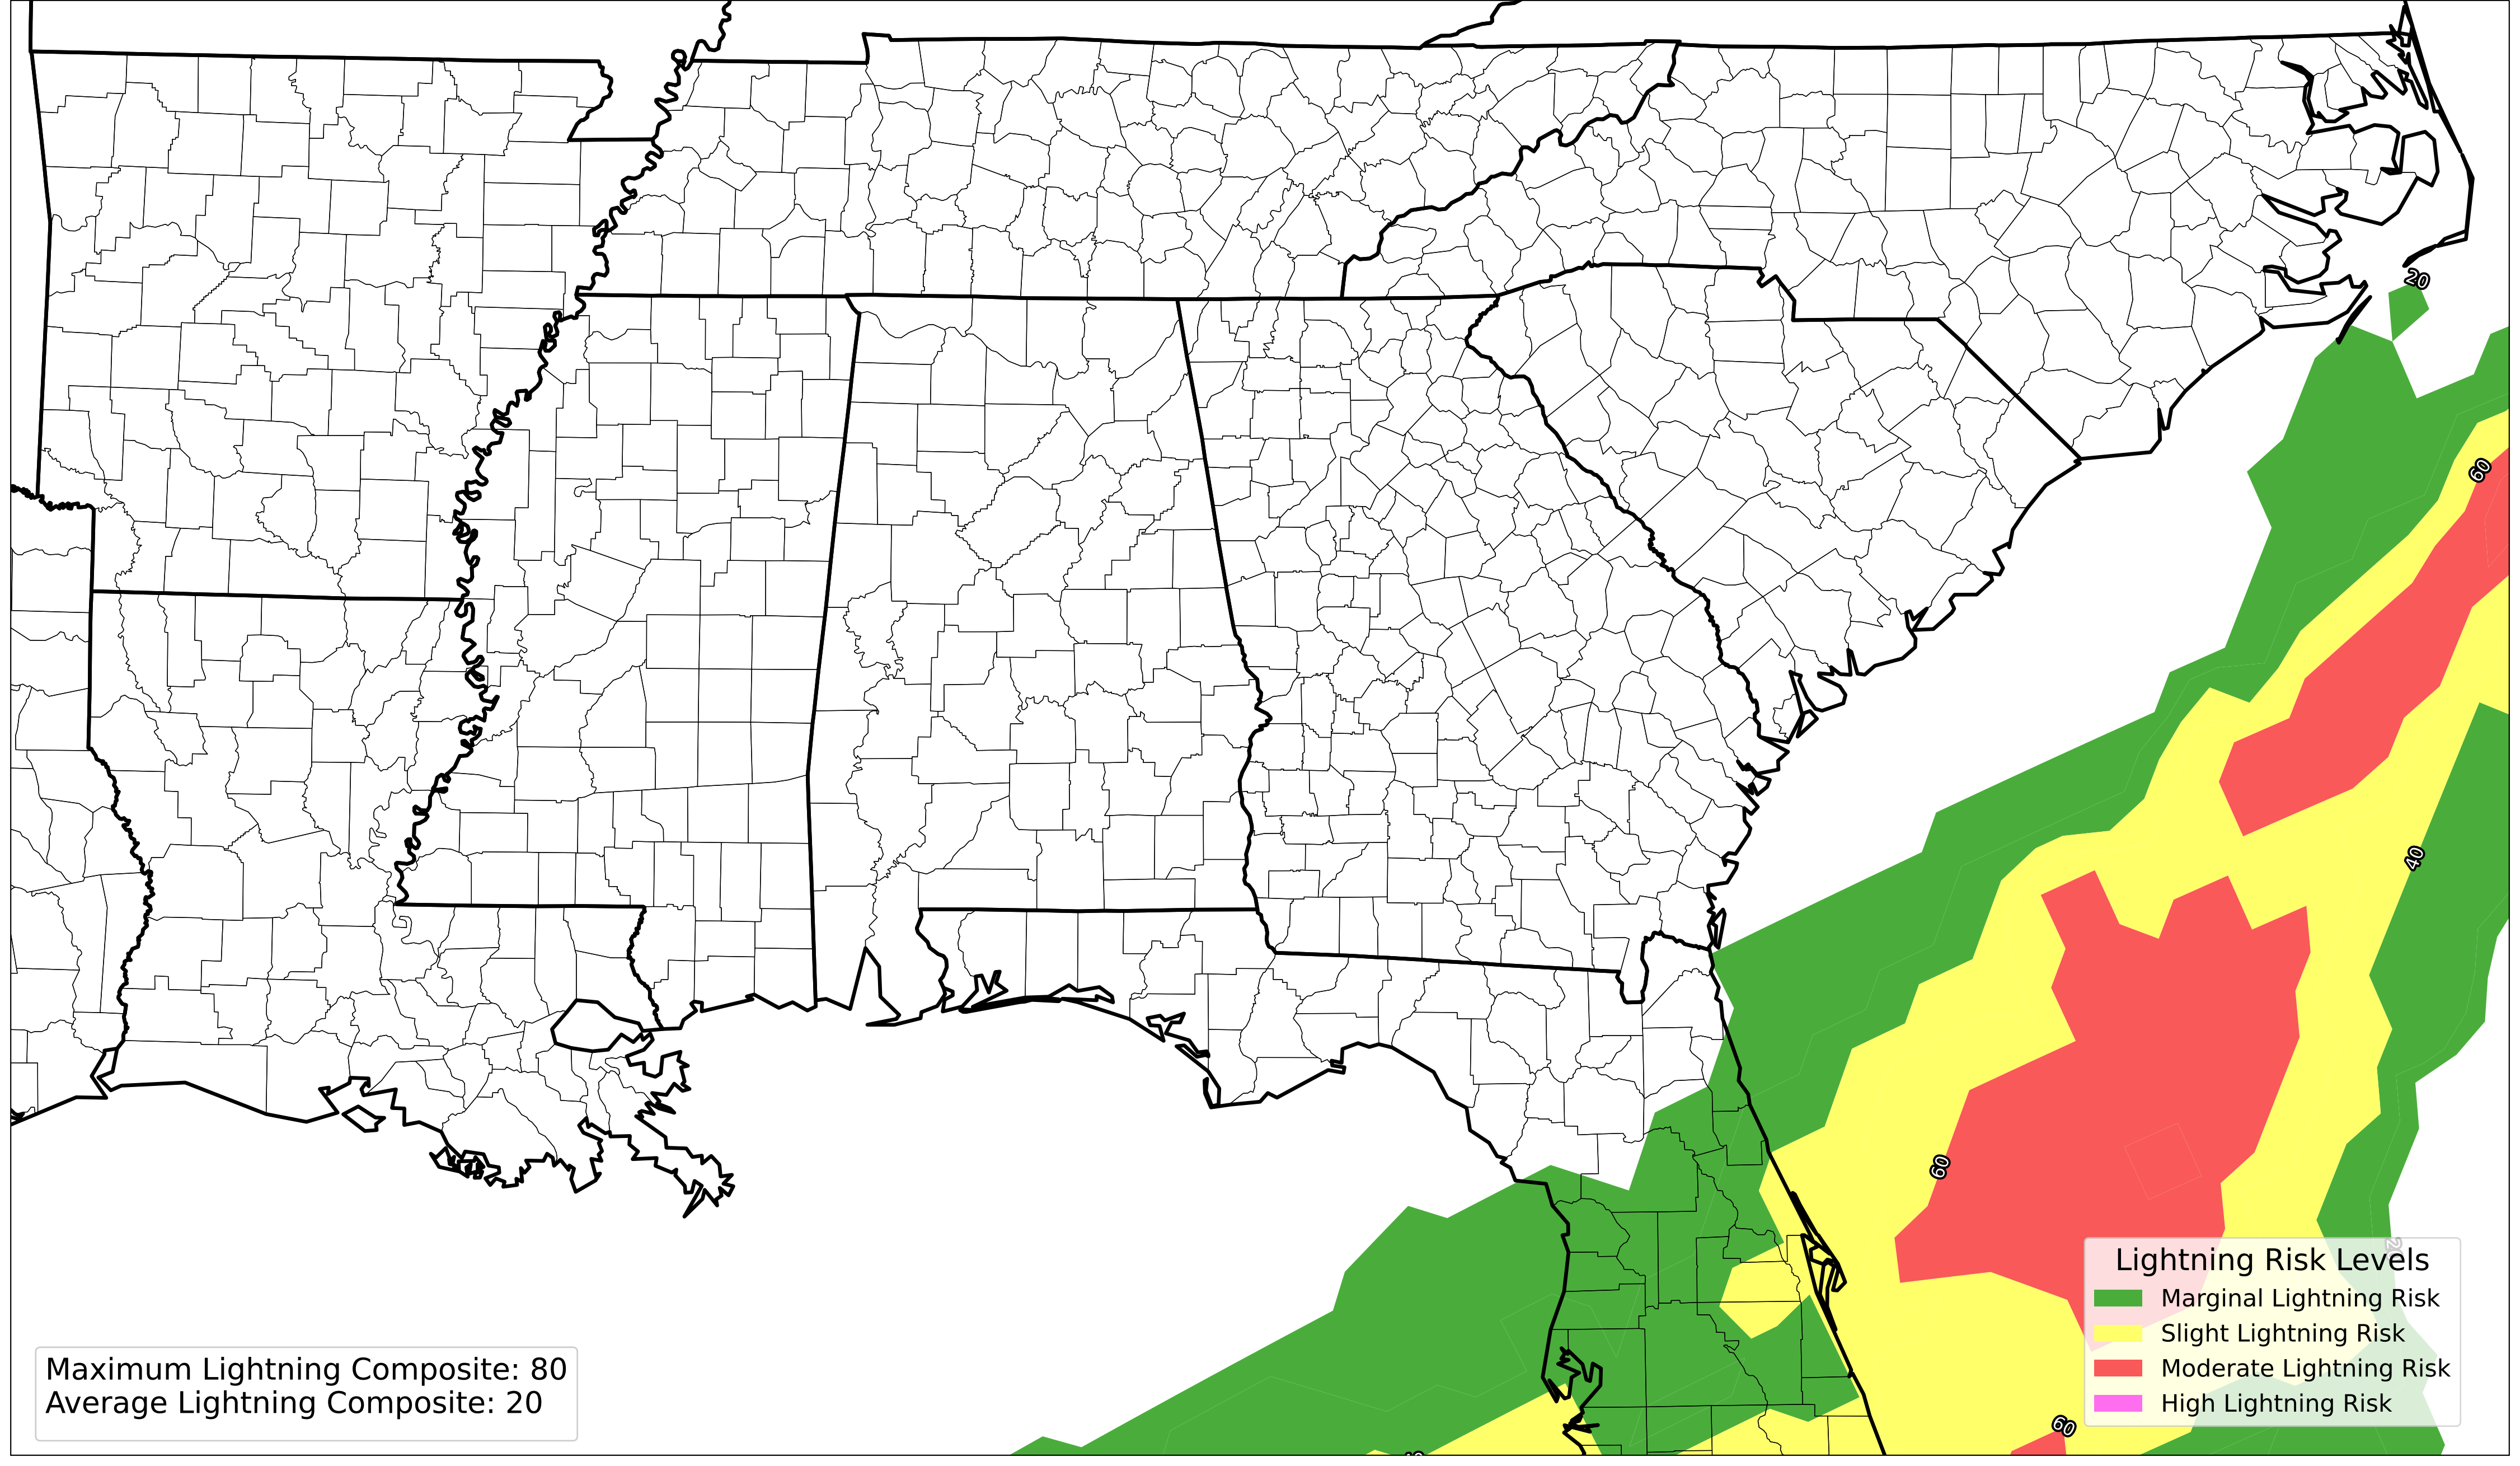 20
60
40
60
20
Lightning Risk Levels
Marginal Lightning Risk
Slight Lightning Risk
Moderate Lightning Risk
High Lightning Risk
Maximum Lightning Composite: 80
Average Lightning Composite: 20
60